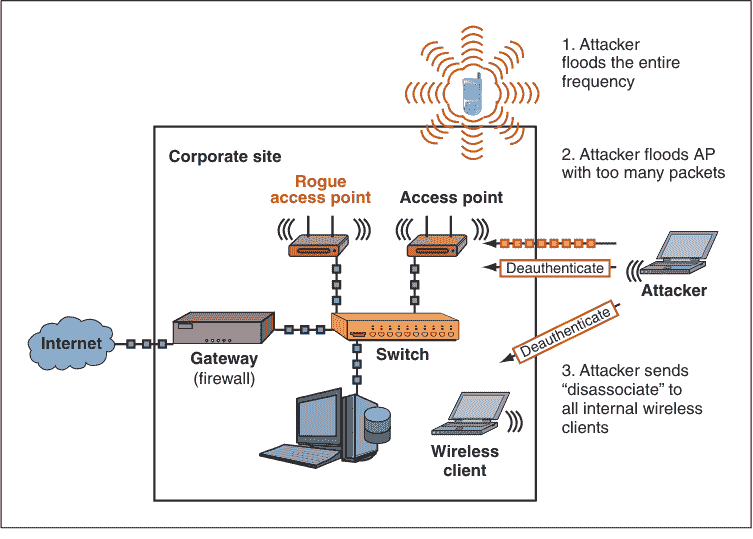 1. Attacker
floods the entire
frequency
Corporate site
2. Attacker floods AP
with too many packets
Rogue
access point
Access point
Deauthenticate
Attacker
Internet
Gateway
(firewall)
Switch
Deauthenticate
3. Attacker sends
“disassociate” to
all internal wireless
clients
Wireless
client